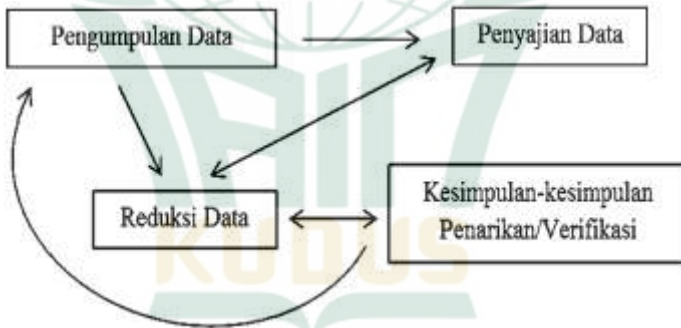 Pengumpulan Data
Penyajian Data
Reduksi Data
Kesimpulan-kesimpulan
Penarikan/Verifikasi
KUDUS